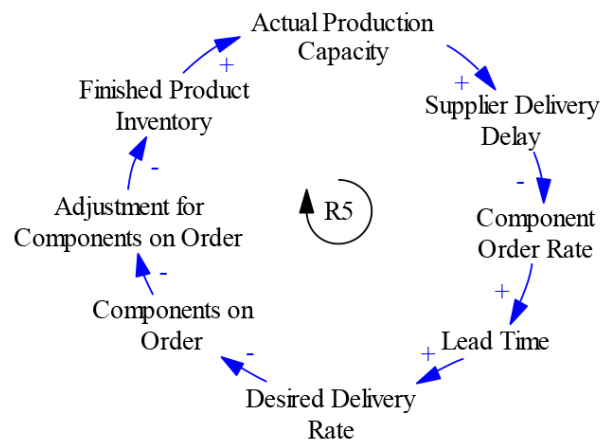 Actual Production
Capacity
+
Supplier Delivery
Delay
-
Component
Order Rate
+
Lead Time
+
Desired Delivery
Rate
-
Components on
Order
-
Adjustment for
Components on Order
-
Finished Product
Inventory
+
R5